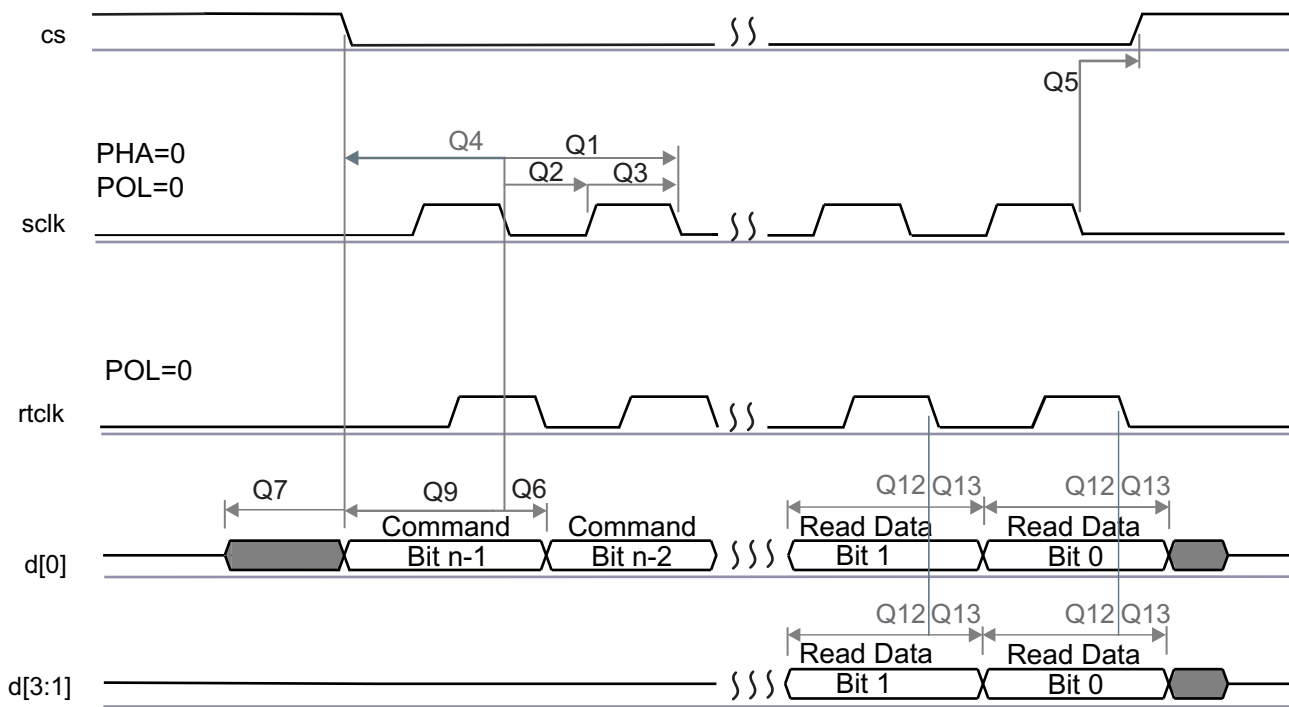 cs
Q5
PHA=0
POL=0
Q4
Q1
Q2
Q3
sclk
POL=0
rtclk
Q7
Q9
Q6
Q12
Q13
Q12
Q13
Command
Command
Read Data
Read Data
d[0]
Bit n-1
Bit n-2
Bit 1
Bit 0
Q12
Q13
Q12
Q13
Read Data
Read Data
d[3:1]
Bit 1
Bit 0